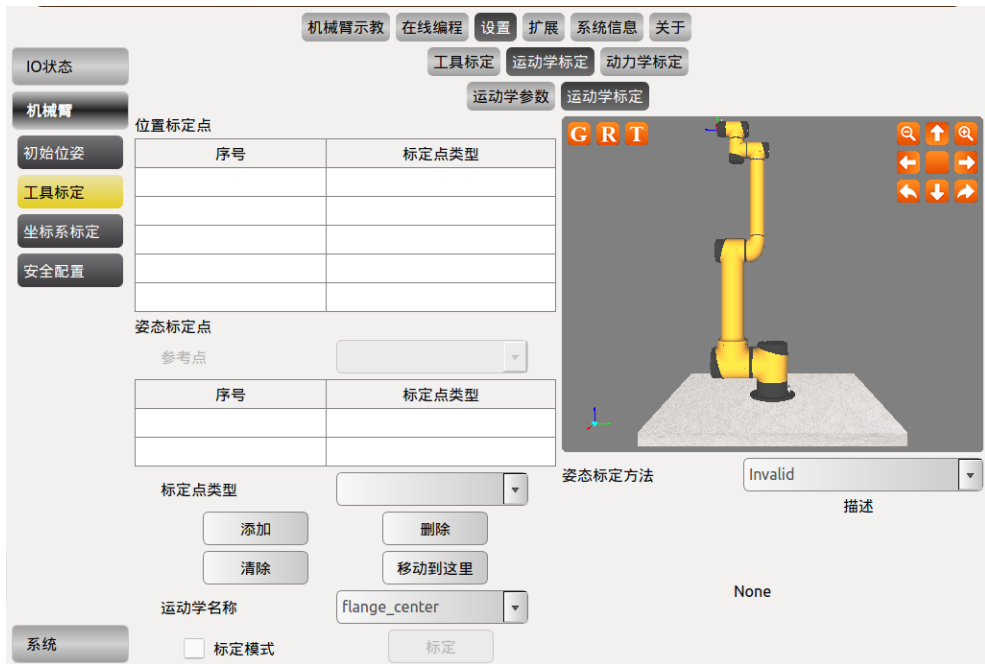 机械臂示教 在线编程 设置 扩展 系统信息 关于
工具标定 运动学标定 动力学标定
运动学参数 运动学标定
IO状态
机械臂
初始位姿
工具标定
坐标系标定
安全配置
系统
位置标定点
序号 标定点类型
姿态标定点
参考点
序号 标定点类型
标定点类型
添加 删除
清除 移动到这里
运动学名称 flange_center
标定模式 标定
G R T
姿态标定方法 Invalid
描述
None